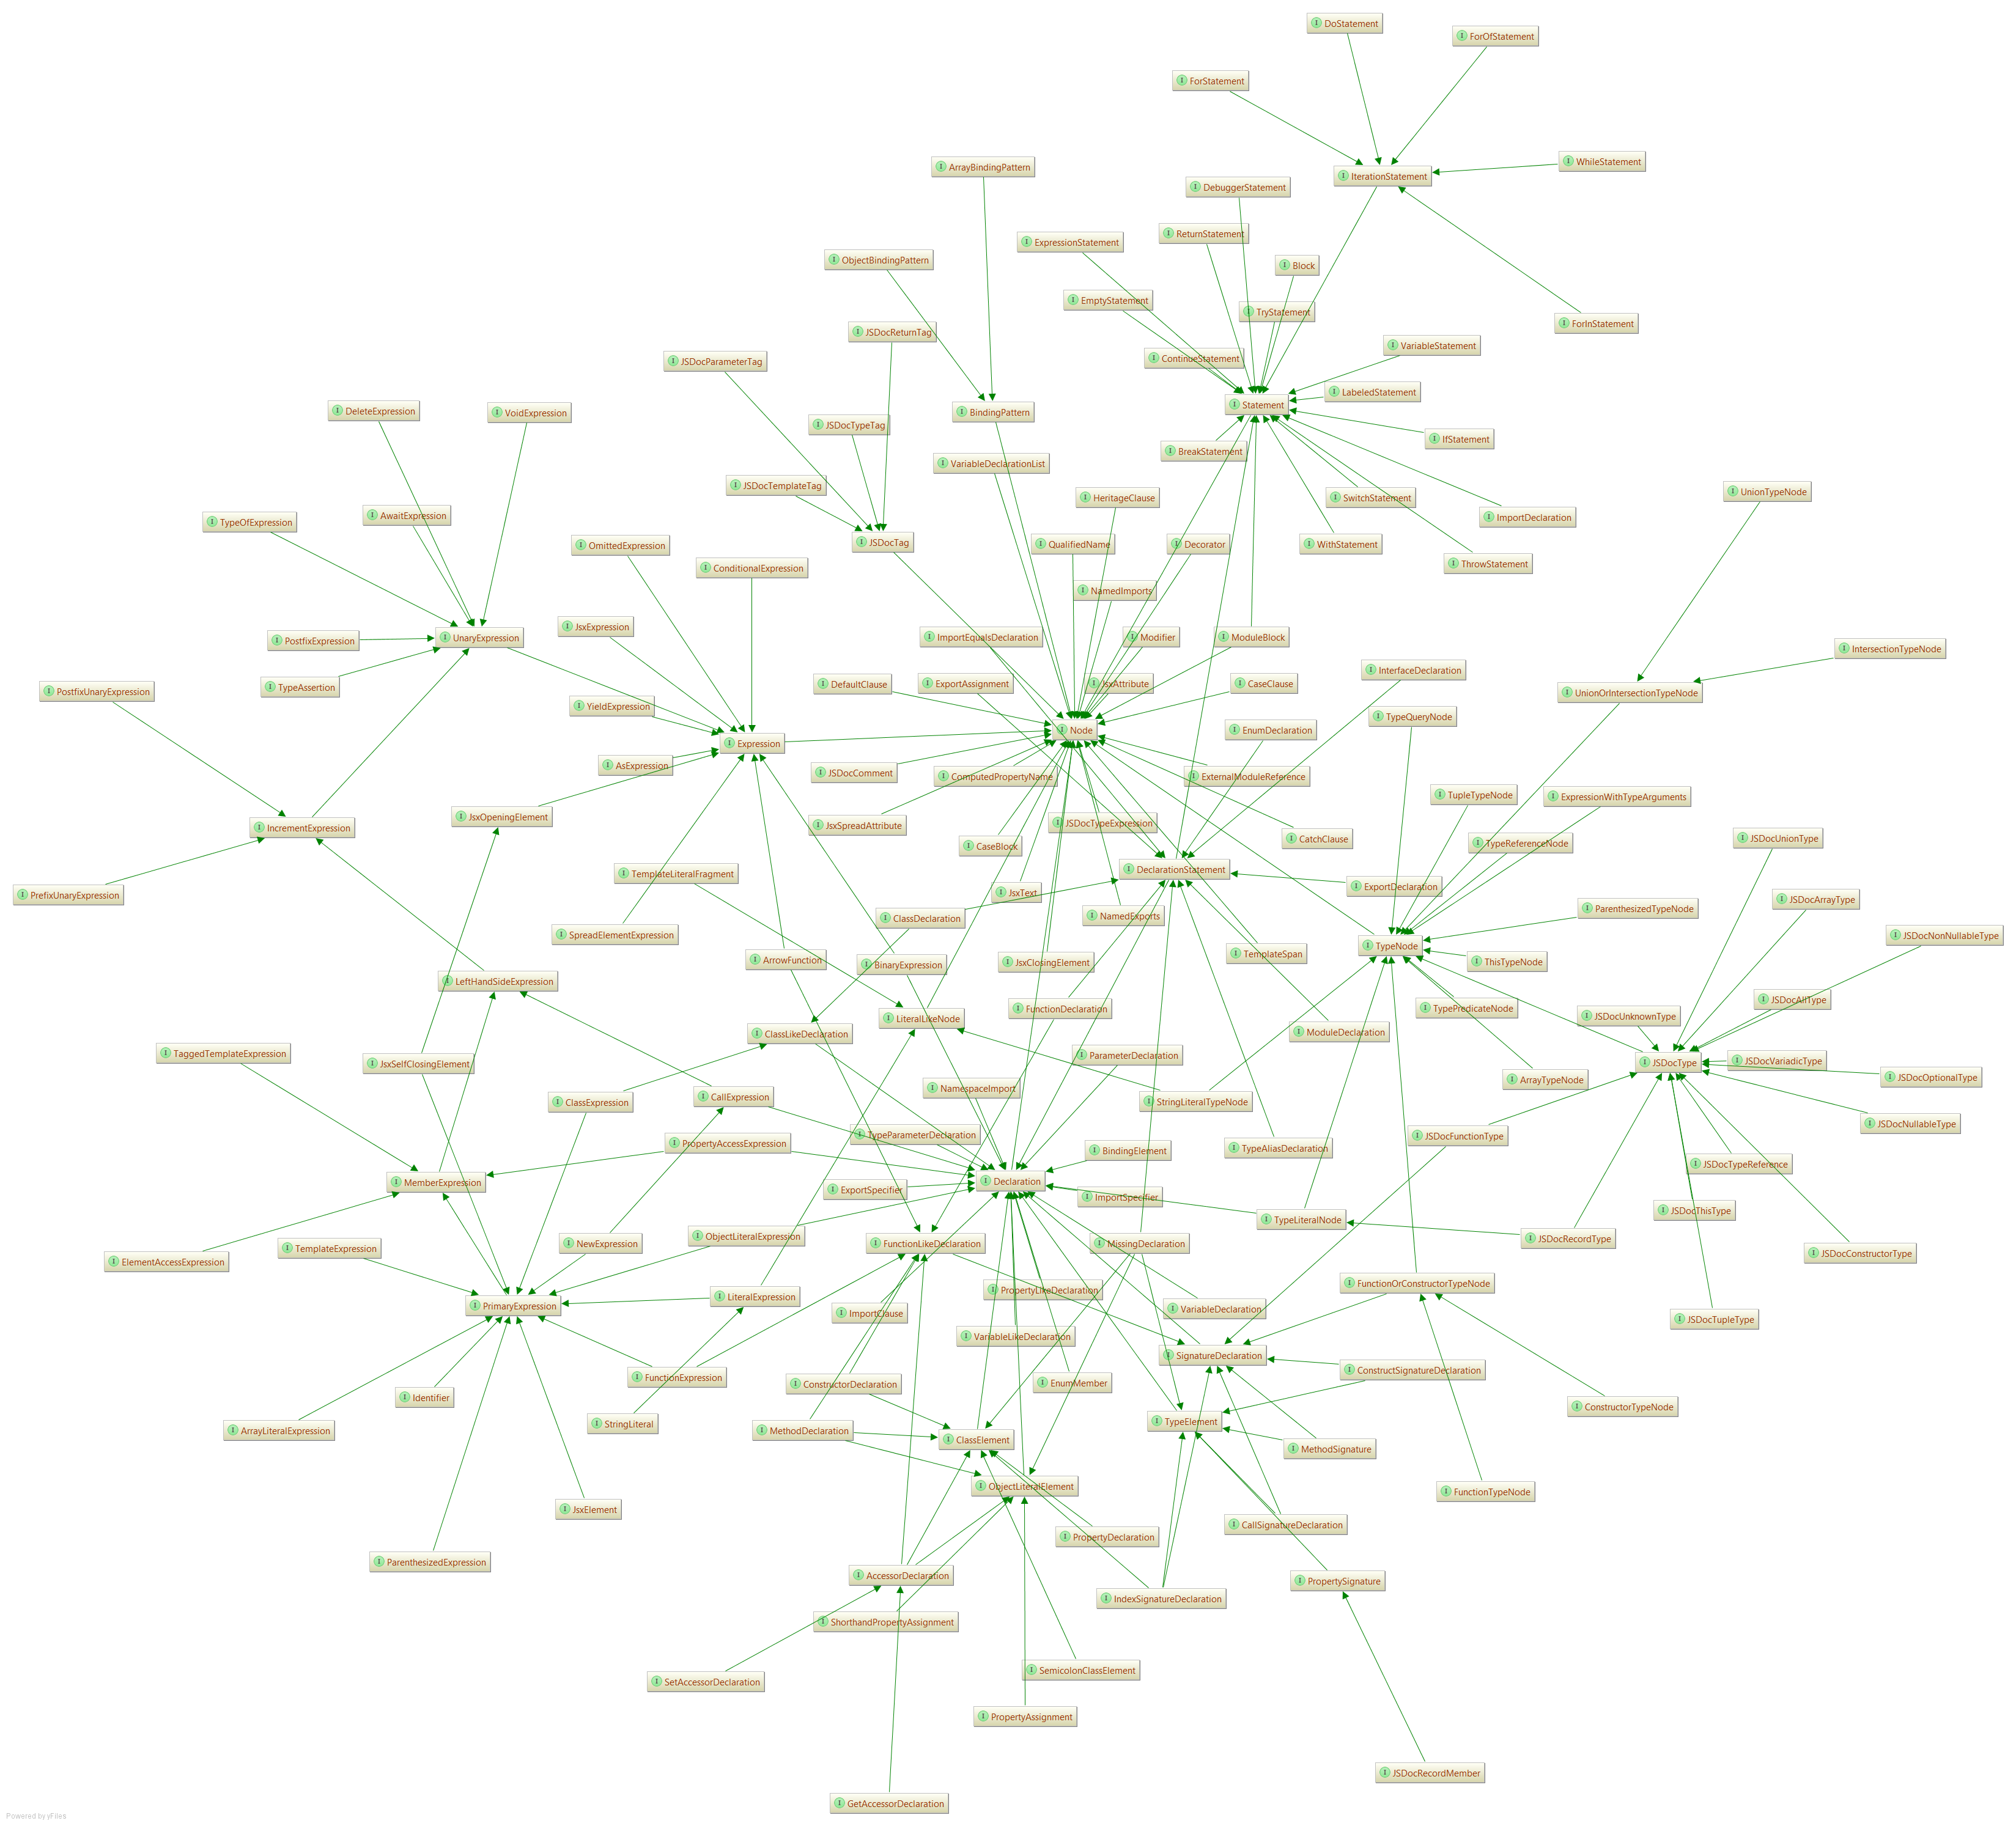 DoStatement
ForOfStatement
ForStatement
WhileStatement
ArrayBindingPattern
IterationStatement
DebuggerStatement
ReturnStatement
ExpressionStatement
ObjectBindingPattern
Block
EmptyStatement
TryStatement
ForInStatement
JSDocReturnTag
VariableStatement
ContinueStatement
JSDocParameterTag
LabeledStatement
Statement
DeleteExpression
VoidExpression
BindingPattern
JSDocTypeTag
IfStatement
BreakStatement
VariableDeclarationList
JSDocTemplateTag
UnionTypeNode
HeritageClause
SwitchStatement
AwaitExpression
ImportDeclaration
TypeOfExpression
JSDocTag
QualifiedName
Decorator
WithStatement
OmittedExpression
ThrowStatement
ConditionalExpression
NamedImports
JsxExpression
UnaryExpression
ImportEqualsDeclaration
Modifier
ModuleBlock
PostfixExpression
IntersectionTypeNode
InterfaceDeclaration
DefaultClause
ExportAssignment
JsxAttribute
CaseClause
TypeAssertion
PostfixUnaryExpression
UnionOrIntersectionTypeNode
YieldExpression
TypeQueryNode
Node
EnumDeclaration
Expression
AsExpression
JSDocComment
ComputedPropertyName
ExternalModuleReference
TupleTypeNode
ExpressionWithTypeArguments
JsxOpeningElement
JsxSpreadAttribute
JSDocTypeExpression
IncrementExpression
CatchClause
JSDocUnionType
TypeReferenceNode
CaseBlock
DeclarationStatement
TemplateLiteralFragment
ExportDeclaration
PrefixUnaryExpression
JsxText
JSDocArrayType
ParenthesizedTypeNode
NamedExports
ClassDeclaration
SpreadElementExpression
JSDocNonNullableType
TypeNode
TemplateSpan
ArrowFunction
JsxClosingElement
ThisTypeNode
BinaryExpression
LeftHandSideExpression
JSDocAllType
FunctionDeclaration
TypePredicateNode
JSDocUnknownType
LiteralLikeNode
ModuleDeclaration
ClassLikeDeclaration
TaggedTemplateExpression
ParameterDeclaration
JSDocVariadicType
JsxSelfClosingElement
JSDocType
JSDocOptionalType
ArrayTypeNode
NamespaceImport
CallExpression
ClassExpression
StringLiteralTypeNode
JSDocNullableType
TypeParameterDeclaration
JSDocFunctionType
PropertyAccessExpression
TypeAliasDeclaration
BindingElement
JSDocTypeReference
MemberExpression
Declaration
ExportSpecifier
ImportSpecifier
JSDocThisType
TypeLiteralNode
ObjectLiteralExpression
JSDocRecordType
NewExpression
FunctionLikeDeclaration
MissingDeclaration
TemplateExpression
JSDocConstructorType
ElementAccessExpression
FunctionOrConstructorTypeNode
PropertyLikeDeclaration
LiteralExpression
PrimaryExpression
VariableDeclaration
ImportClause
JSDocTupleType
VariableLikeDeclaration
SignatureDeclaration
ConstructSignatureDeclaration
FunctionExpression
EnumMember
ConstructorDeclaration
Identifier
ConstructorTypeNode
TypeElement
StringLiteral
ArrayLiteralExpression
MethodDeclaration
ClassElement
MethodSignature
ObjectLiteralElement
FunctionTypeNode
JsxElement
CallSignatureDeclaration
PropertyDeclaration
ParenthesizedExpression
AccessorDeclaration
PropertySignature
IndexSignatureDeclaration
ShorthandPropertyAssignment
SemicolonClassElement
SetAccessorDeclaration
PropertyAssignment
JSDocRecordMember
GetAccessorDeclaration
Powered by yFiles